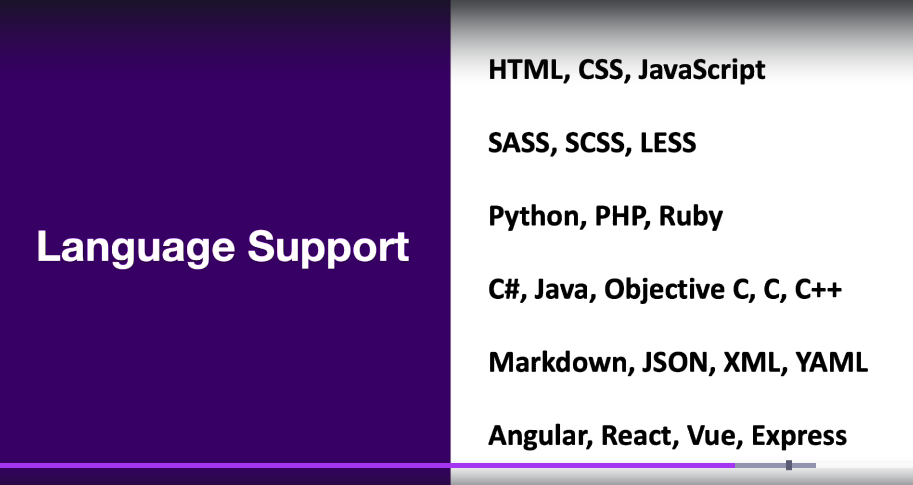 Language Support
HTML, CSS, JavaScript
SASS, SCSS, LESS
Python, PHP, Ruby
C#, Java, Objective C, C, C++
Markdown, JSON, XML, YAML
Angular, React, Vue, Express